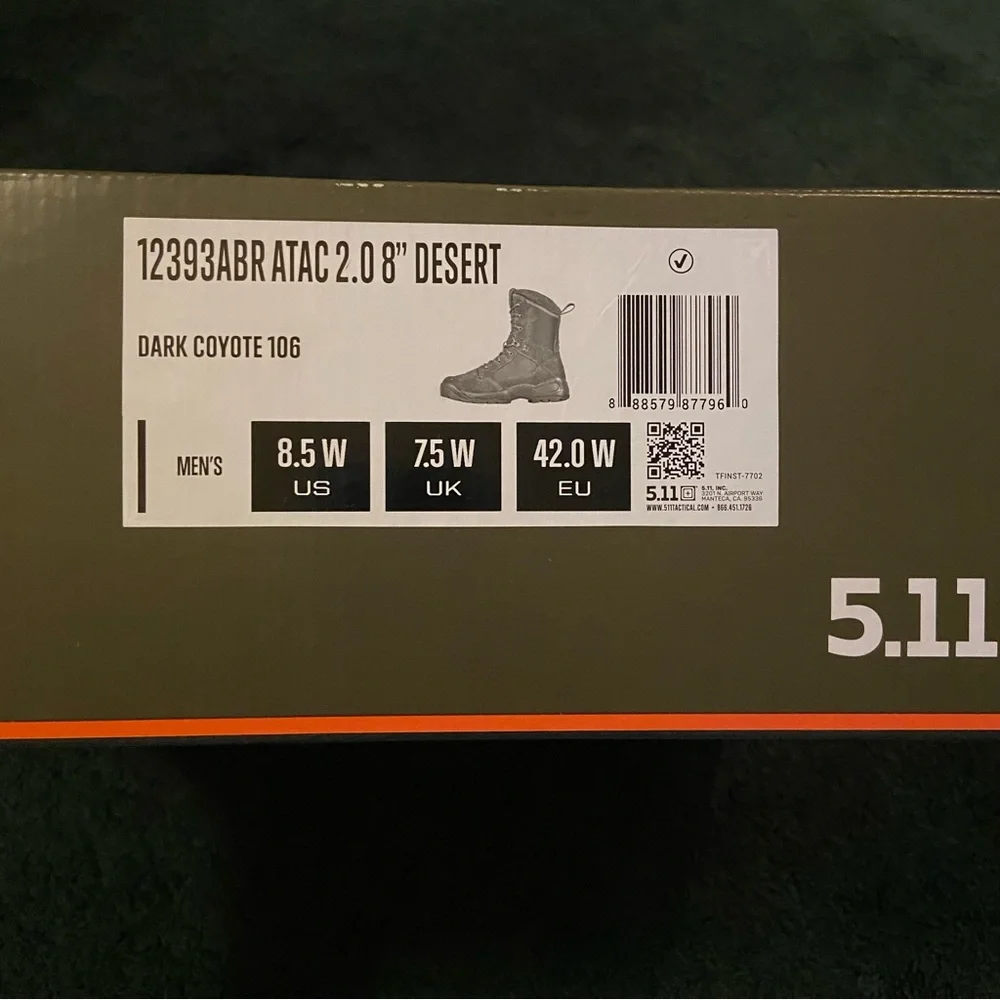 12393ABR ATAC 2.0 8” DESERT
DARK COYOTE 106
8 88579 87796 0
MEN'S
8.5 W
US
7.5 W
UK
42.0 W
EU
TFINST-7702
5.11
5.11, INC.
3201 N. AIRPORT WAY
MANTECA, CA. 95336
WWW.511TACTICAL.COM • 866.451.1726
5.11